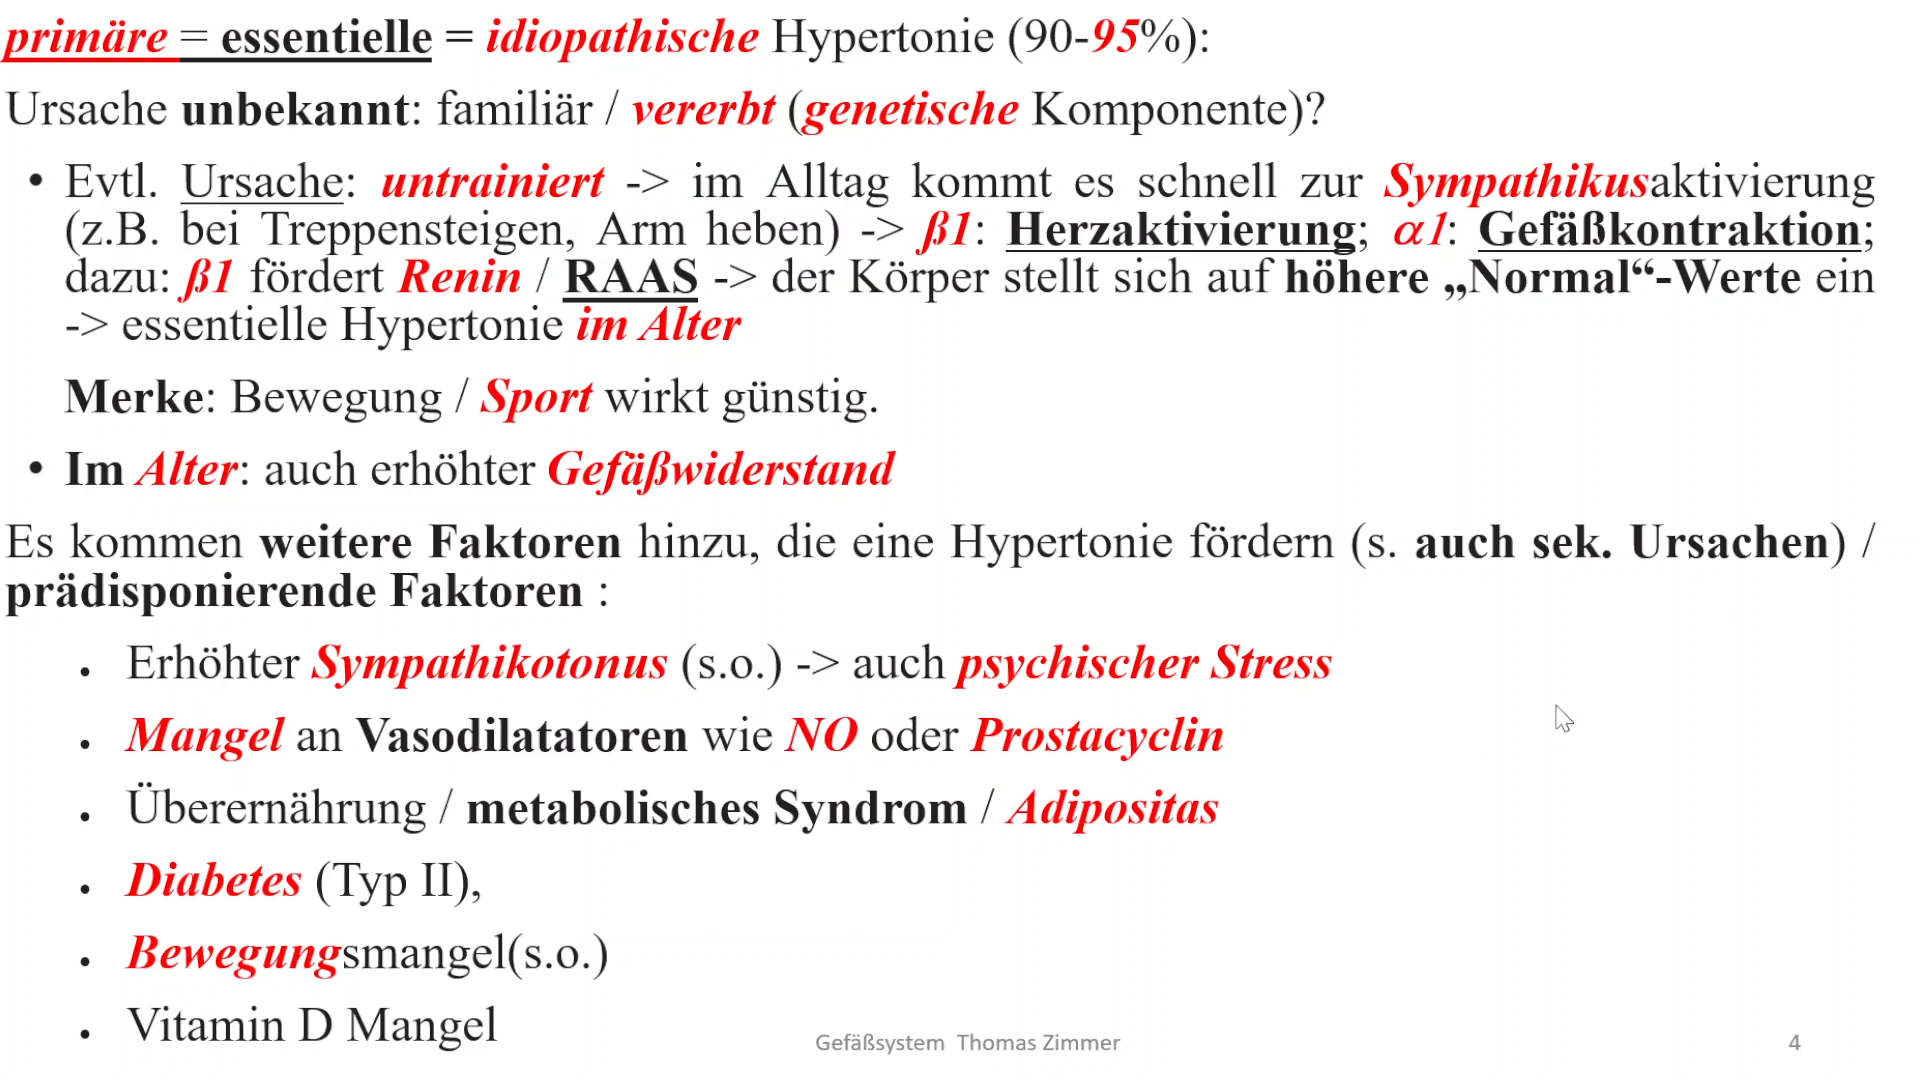 primäre = essentielle = idiopathische Hypertonie (90-95%):
Ursache unbekannt: familiär / vererbt (genetische Komponente)?
• Evtl. Ursache: untrainiert -> im Alltag kommt es schnell zur Sympathikusaktivierung
(z.B. bei Treppensteigen, Arm heben) -> ß1: Herzaktivierung; α1: Gefäßkontraktion;
dazu: ß1 fördert Renin / RAAS -> der Körper stellt sich auf höhere „Normal“-Werte ein
-> essentielle Hypertonie im Alter
Merke: Bewegung / Sport wirkt günstig.
• Im Alter: auch erhöhter Gefäßwiderstand
Es kommen weitere Faktoren hinzu, die eine Hypertonie fördern (s. auch sek. Ursachen) /
prädisponierende Faktoren :
• Erhöhter Sympathikotonus (s.o.) -> auch psychischer Stress
• Mangel an Vasodilatatoren wie NO oder Prostacyclin
• Überernährung / metabolisches Syndrom / Adipositas
• Diabetes (Typ II),
• Bewegungsmangel(s.o.)
• Vitamin D Mangel
Gefäßsystem Thomas Zimmer
4